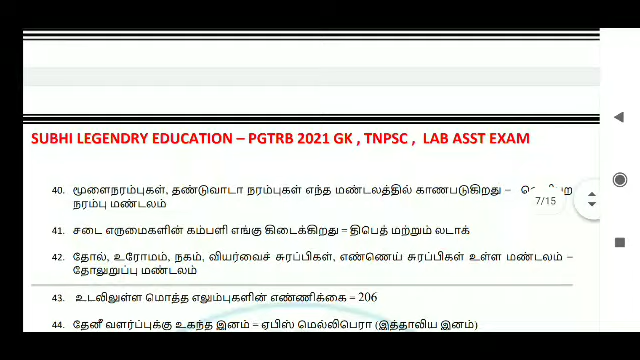 SUBHI LEGENDRY EDUCATION – PGTRB 2021 GK , TNPSC , LAB ASST EXAM
40. மூளைநரம்புகள், தண்டுவாடா நரம்புகள் எந்த மண்டலத்தில் காணபடுகிறது –
நரம்பு மண்டலம்
7/15
41. சடை எருமைகளின் கம்பளி எங்கு கிடைக்கிறது = திபெத் மற்றும் லடாக்
42. தோல், உரோமம், நகம், வியர்வைச் சுரப்பிகள், எண்ணெய் சுரப்பிகள் உள்ள மண்டலம் –
தோலுறுப்பு மண்டலம்
43. உடலிலுள்ள மொத்த எலும்புகளின் எண்ணிக்கை = 206
44. தேனீ வளர்ப்புக்கு உகந்த இனம் = ஏபிஸ் மெல்லிபெரா (இத்தாலிய இனம்)